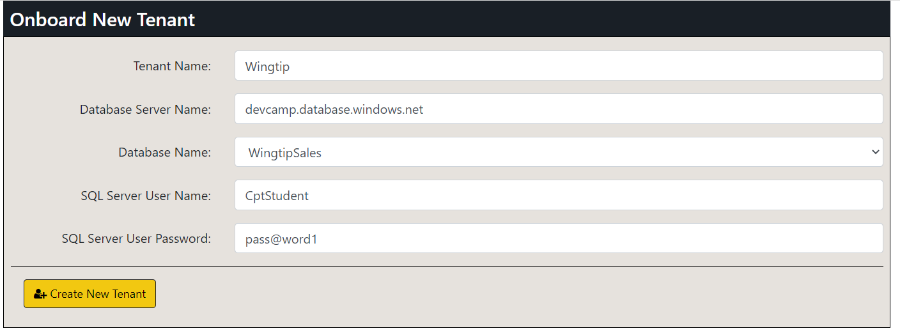 Onboard New Tenant
Tenant Name: Wingtip
Database Server Name: devcamp.database.windows.net
Database Name: WingtipSales
SQL Server User Name: CptStudent
SQL Server User Password: pass@word1
Create New Tenant